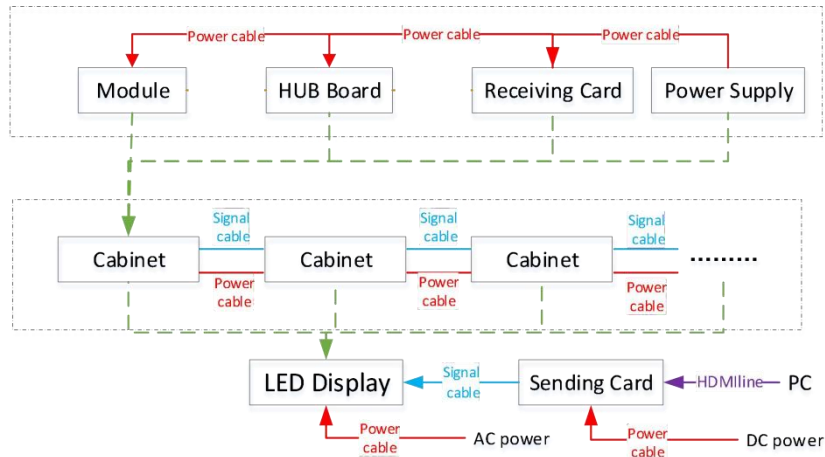 Power cable
Power cable
Power cable
Module
HUB Board
Receiving Card
Power Supply
Signal
cable
Signal
cable
Signal
cable
Cabinet
Cabinet
Cabinet
.........
Power
cable
Power
cable
Power
cable
LED Display
Signal
cable
Sending Card
HDMIline
PC
Power
cable
AC power
Power
cable
DC power